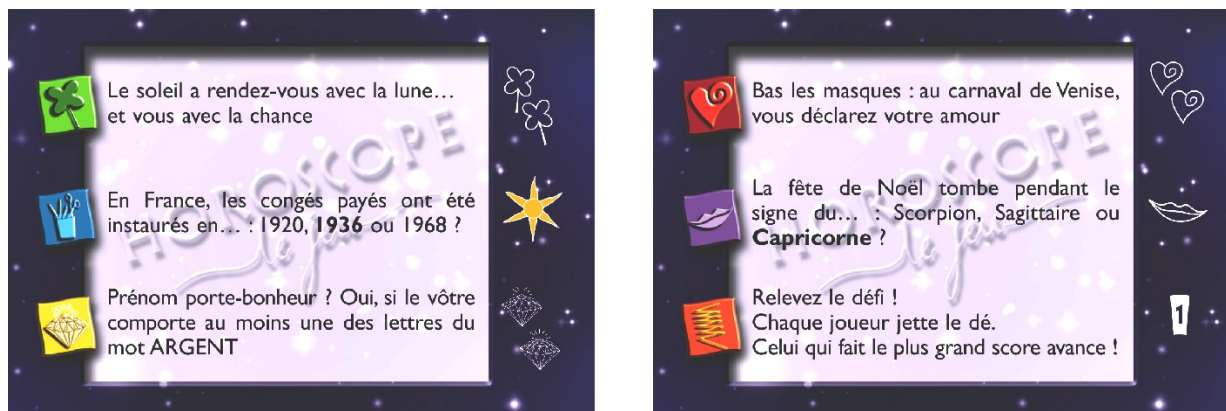 Le soleil a rendez-vous avec la lune…
et vous avec la chance
En France, les congés payés ont été
instaurés en… : 1920, 1936 ou 1968 ?
Prénom porte-bonheur ? Oui, si le vôtre
comporte au moins une des lettres du
mot ARGENT
HOROSCOPE
le jeu
Bas les masques : au carnaval de Venise,
vous déclarez votre amour
La fête de Noël tombe pendant le
signe du… : Scorpion, Sagittaire ou
Capricorne ?
Relevez le défi !
Chaque joueur jette le dé.
Celui qui fait le plus grand score avance !
1
HOROSCOPE
le jeu